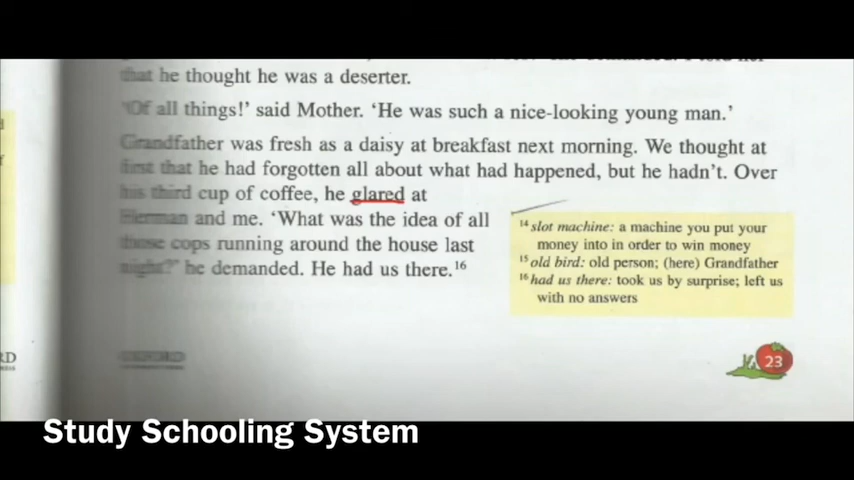 that he thought he was a deserter.
'Of all things!' said Mother. 'He was such a nice-looking young man.'
Grandfather was fresh as a daisy at breakfast next morning. We thought at
first that he had forgotten all about what had happened, but he hadn't. Over
his third cup of coffee, he glared at
Herman and me. 'What was the idea of all
those cops running around the house last
night?' he demanded. He had us there.¹⁶
¹⁴ slot machine: a machine you put your
money into in order to win money
¹⁵ old bird: old person; (here) Grandfather
¹⁶ had us there: took us by surprise; left us
with no answers
RD
OXFORD
23
Study Schooling System